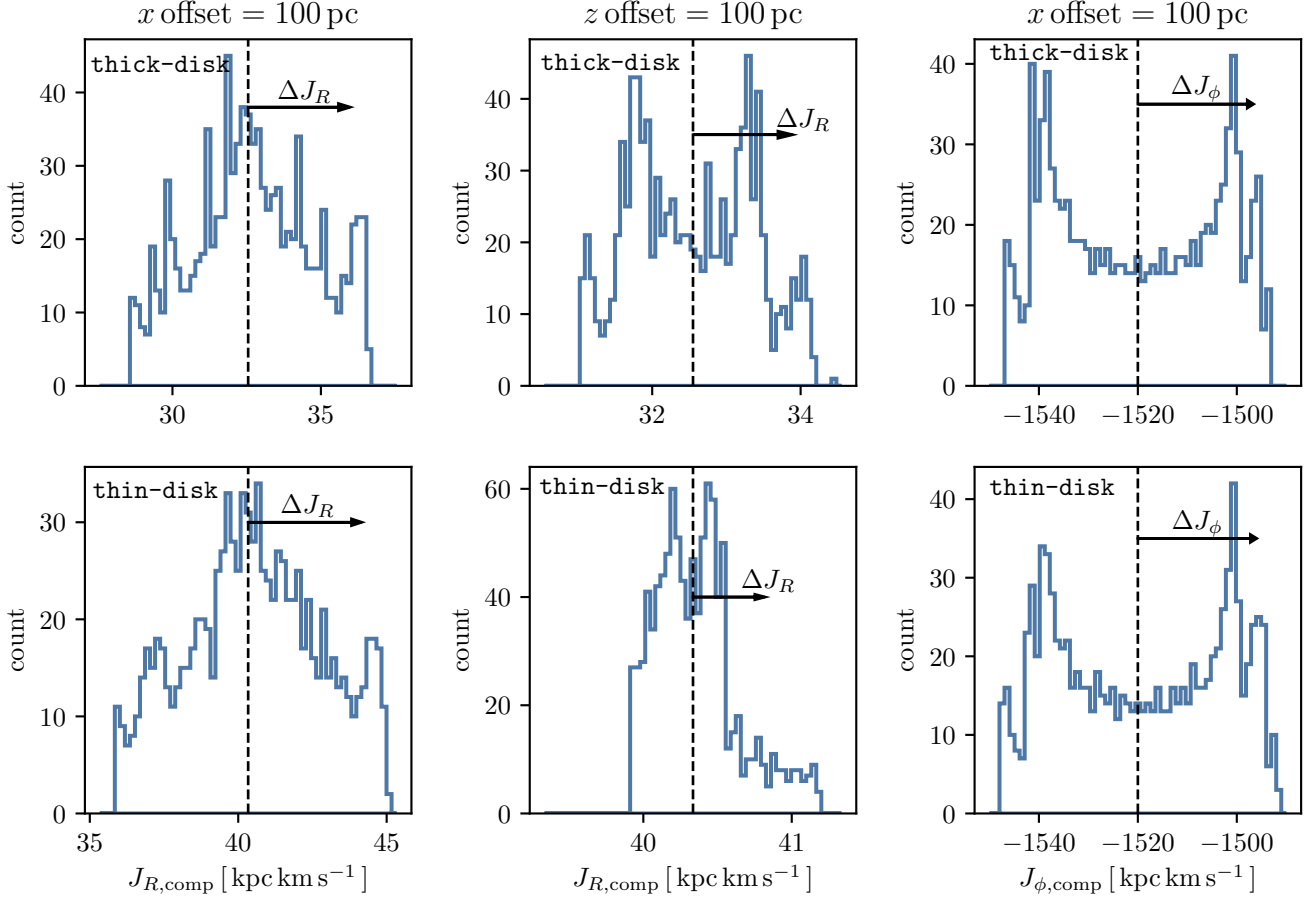 x offset = 100 pc
z offset = 100 pc
x offset = 100 pc
thick-disk
ΔJ_R
count
40
30
20
10
0
30
35
thick-disk
ΔJ_R
count
40
30
20
10
0
32
34
thick-disk
ΔJ_ϕ
count
40
30
20
10
0
−1540
−1520
−1500
thin-disk
ΔJ_R
count
30
20
10
0
35
40
45
J_{R,comp} [ kpc km s^{−1} ]
thin-disk
ΔJ_R
count
60
40
20
0
40
41
J_{R,comp} [ kpc km s^{−1} ]
thin-disk
ΔJ_ϕ
count
40
30
20
10
0
−1540
−1520
−1500
J_{ϕ,comp} [ kpc km s^{−1} ]